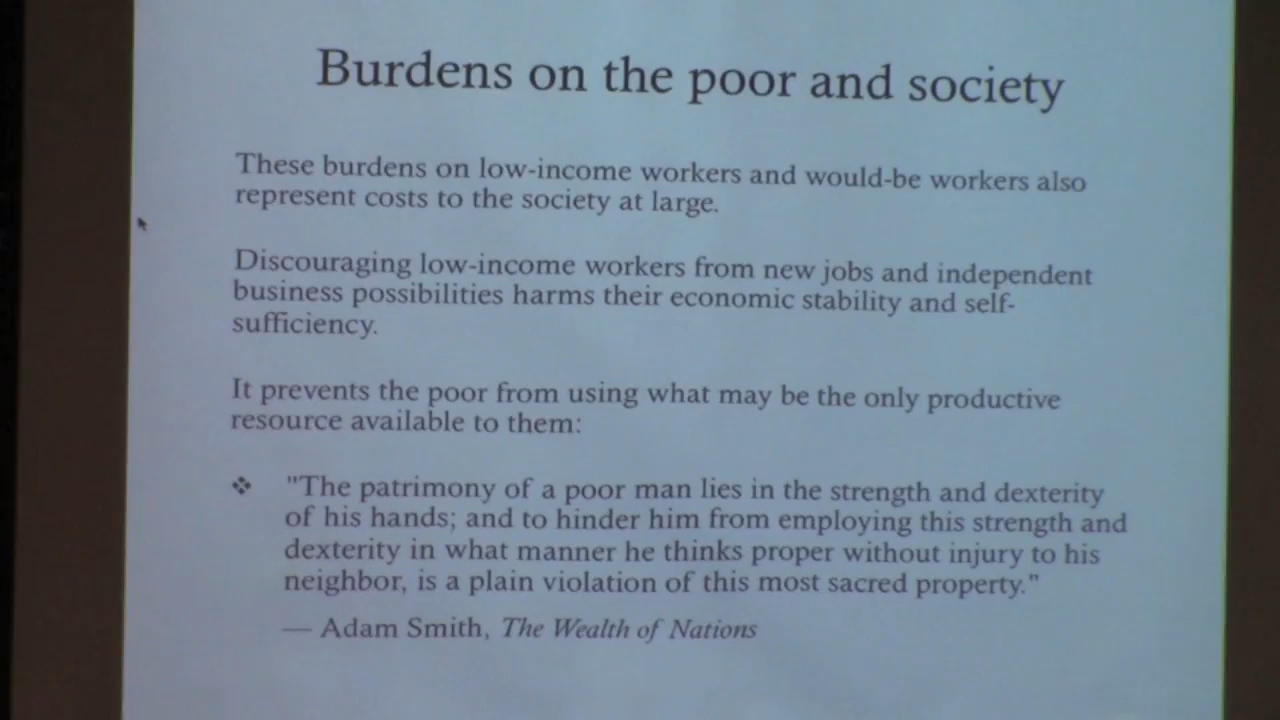 Burdens on the poor and society
These burdens on low-income workers and would-be workers also
represent costs to the society at large.
Discouraging low-income workers from new jobs and independent
business possibilities harms their economic stability and self-
sufficiency.
It prevents the poor from using what may be the only productive
resource available to them:
❖ "The patrimony of a poor man lies in the strength and dexterity
of his hands; and to hinder him from employing this strength and
dexterity in what manner he thinks proper without injury to his
neighbor, is a plain violation of this most sacred property."
— Adam Smith, The Wealth of Nations